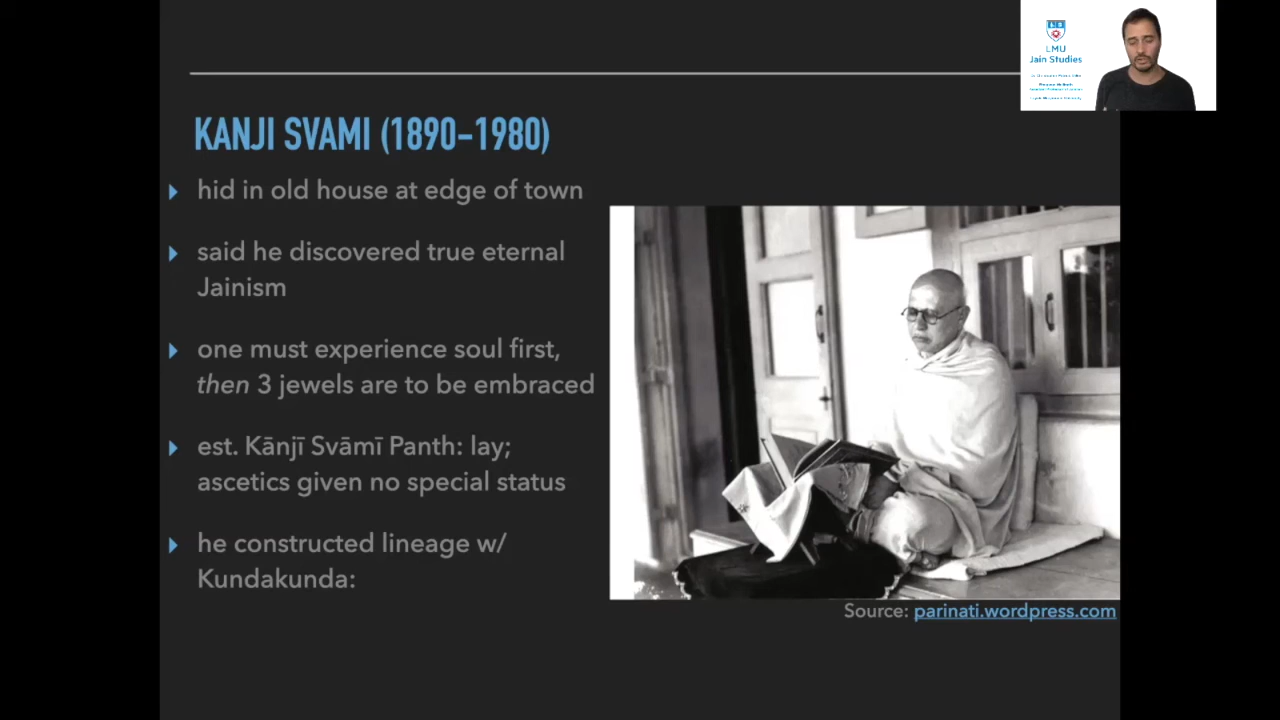 LMU
Jain Studies
KANJI SVAMI (1890–1980)
hid in old house at edge of town
said he discovered true eternal
Jainism
one must experience soul first,
then 3 jewels are to be embraced
est. Kānjī Svāmī Panth: lay;
ascetics given no special status
he constructed lineage w/
Kundakunda:
Source: parinati.wordpress.com